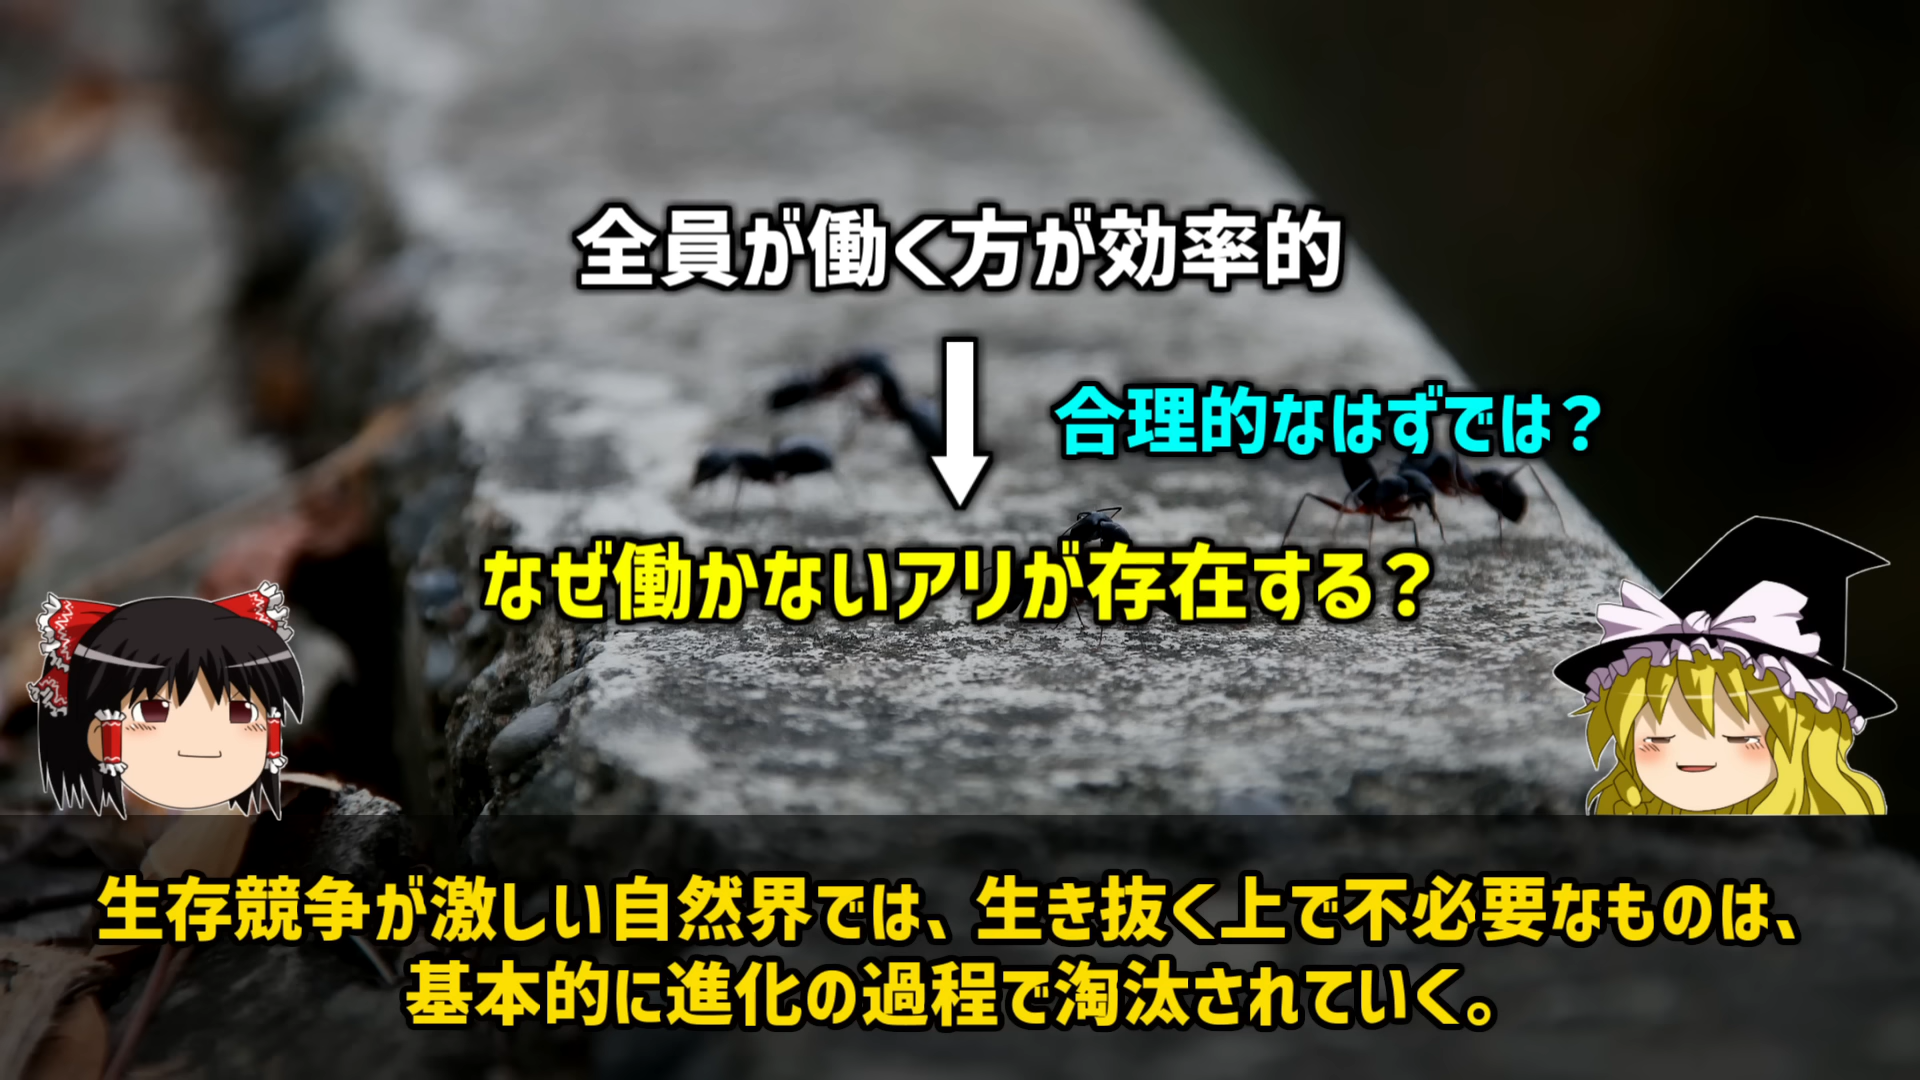 全員が働く方が効率的
合理的なはずでは？
なぜ働かないアリが存在する？
生存競争が激しい自然界では、生き抜く上で不必要なものは、
基本的に進化の過程で淘汰されていく。